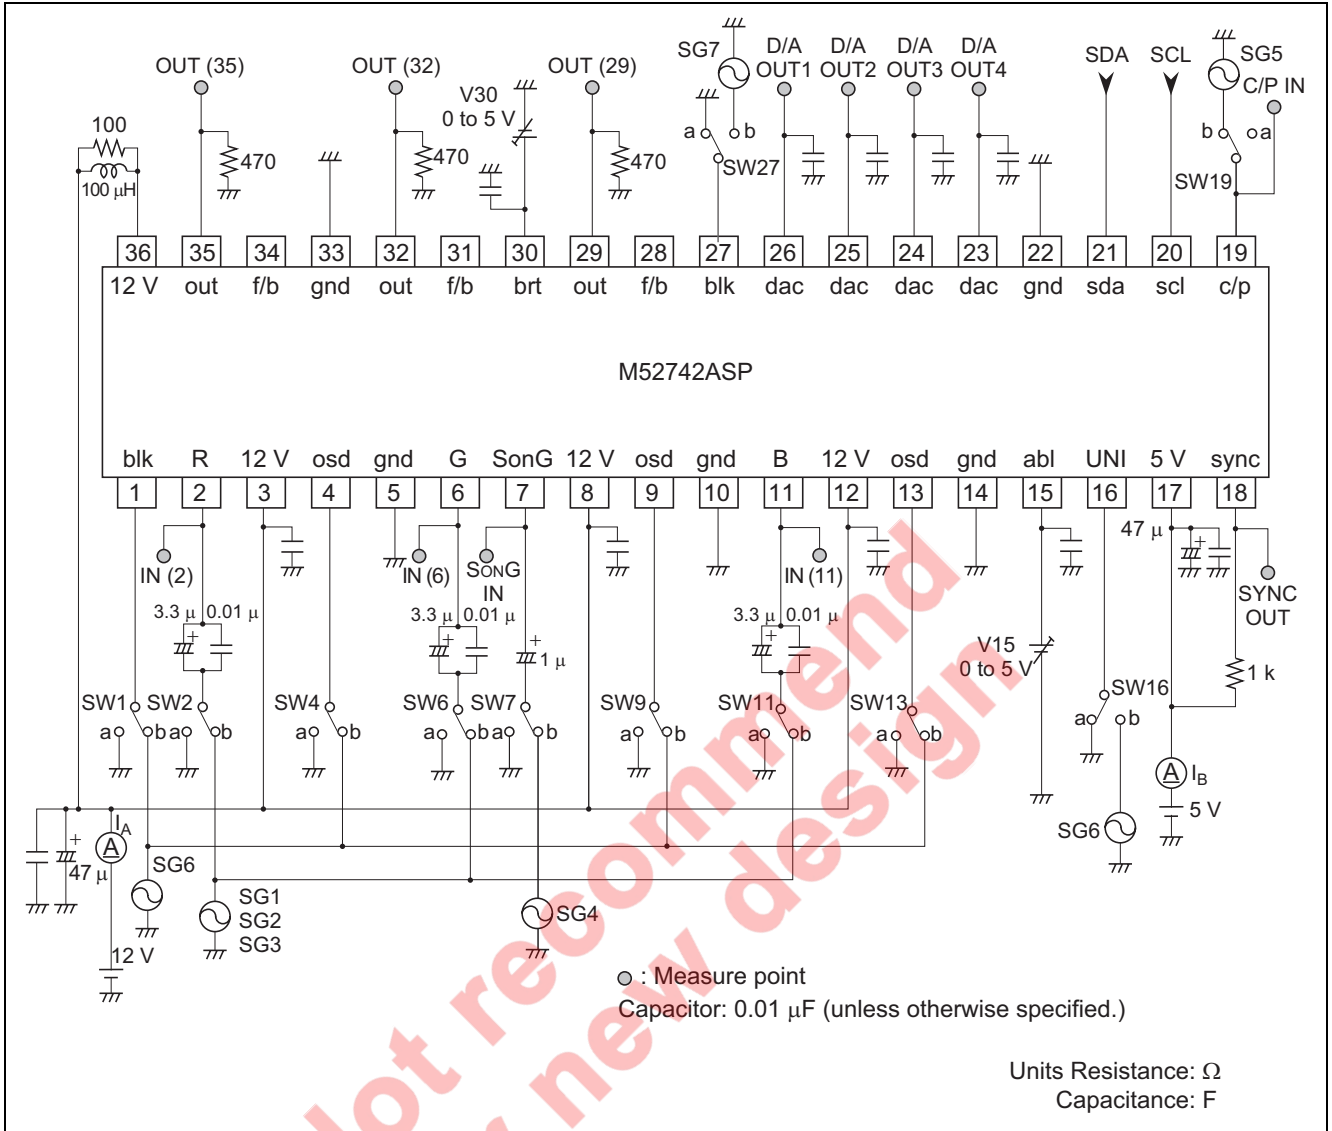 SG7
D/A OUT1
D/A OUT2
D/A OUT3
D/A OUT4
SDA
SCL
SG5
C/P IN
OUT (35)
OUT (32)
OUT (29)
V30
0 to 5 V
100
100 μH
470
470
470
a
b
SW27
b
a
SW19
36 35 34 33 32 31 30 29 28 27 26 25 24 23 22 21 20 19
12 V out f/b gnd out f/b brt out f/b blk dac dac dac dac gnd sda scl c/p
M52742ASP
blk R 12 V osd gnd G SonG 12 V osd gnd B 12 V osd gnd abl UNI 5 V sync
1 2 3 4 5 6 7 8 9 10 11 12 13 14 15 16 17 18
IN (2)
IN (6)
SONG IN
IN (11)
47 μ
+
SYNC OUT
3.3 μ 0.01 μ
+
3.3 μ 0.01 μ
+
+
1 μ
3.3 μ 0.01 μ
+
V15
0 to 5 V
1 k
SW1
a
b
SW2
a
b
SW4
a
b
SW6
a
b
SW7
a
b
SW9
a
b
SW11
a
b
SW13
a
b
SW16
a
b
A
IB
5 V
+
47 μ
IA
A
SG6
SG1
SG2
SG3
SG4
SG6
12 V
: Measure point
Capacitor: 0.01 μF (unless otherwise specified.)
Units Resistance: Ω
Capacitance: F
Not recommend
new design